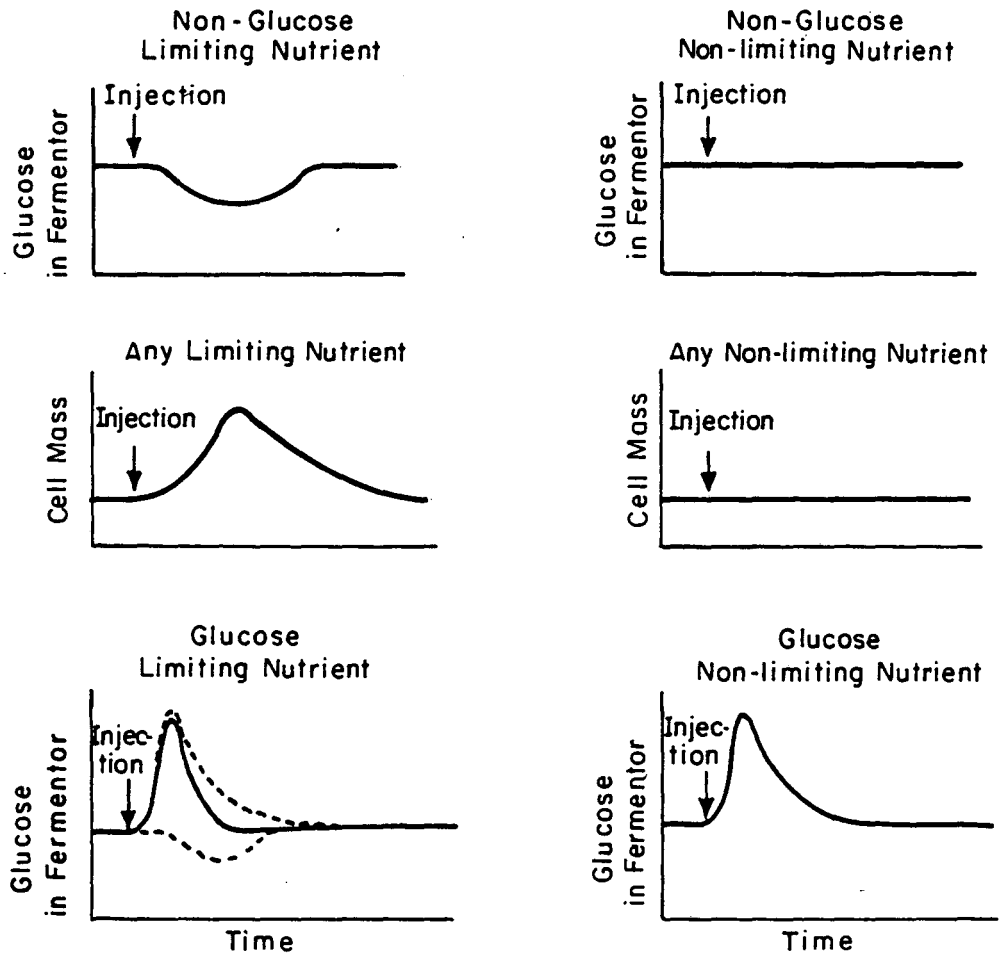 Non-Glucose
Limiting Nutrient
Injection
Glucose
in Fermentor
Non-Glucose
Non-limiting Nutrient
Injection
Glucose
in Fermentor
Any Limiting Nutrient
Injection
Cell Mass
Any Non-limiting Nutrient
Injection
Cell Mass
Glucose
Limiting Nutrient
Injec-
tion
Glucose
in Fermentor
Time
Glucose
Non-limiting Nutrient
Injec-
tion
Glucose
in Fermentor
Time